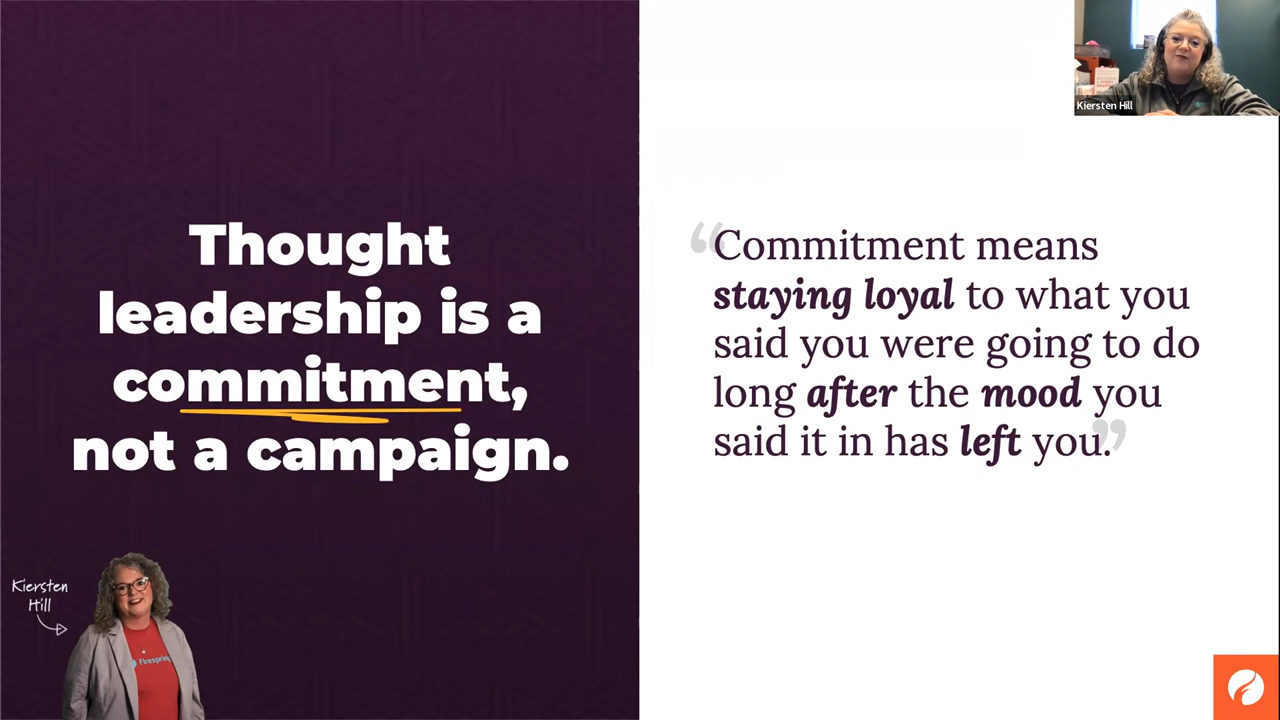 Thought
leadership is a
commitment,
not a campaign.
Kiersten
Hill
Firespring
“Commitment means
staying loyal to what you
said you were going to do
long after the mood you
said it in has left you.”
Kiersten Hill